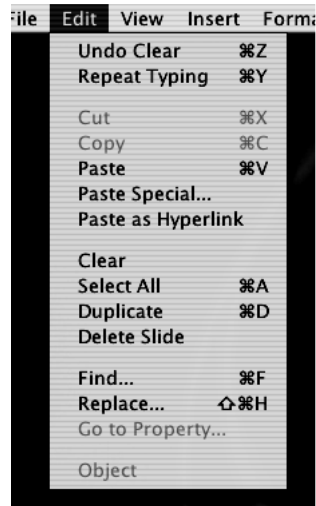 File Edit View Insert Forma
Undo Clear ⌘Z
Repeat Typing ⌘Y
Cut ⌘X
Copy ⌘C
Paste ⌘V
Paste Special...
Paste as Hyperlink
Clear
Select All ⌘A
Duplicate ⌘D
Delete Slide
Find... ⌘F
Replace... ⇧⌘H
Go to Property...
Object